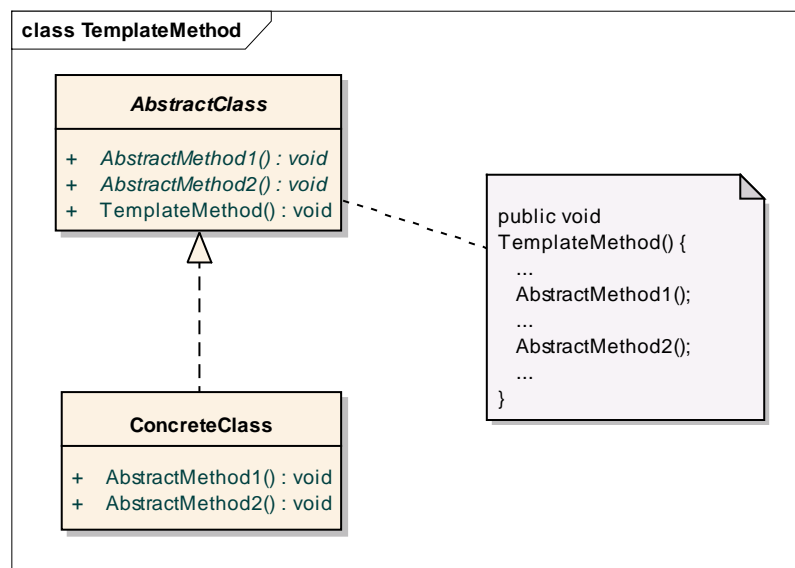 class TemplateMethod
AbstractClass
+ AbstractMethod1() : void
+ AbstractMethod2() : void
+ TemplateMethod() : void
public void
TemplateMethod() {
...
AbstractMethod1();
...
AbstractMethod2();
...
}
ConcreteClass
+ AbstractMethod1() : void
+ AbstractMethod2() : void